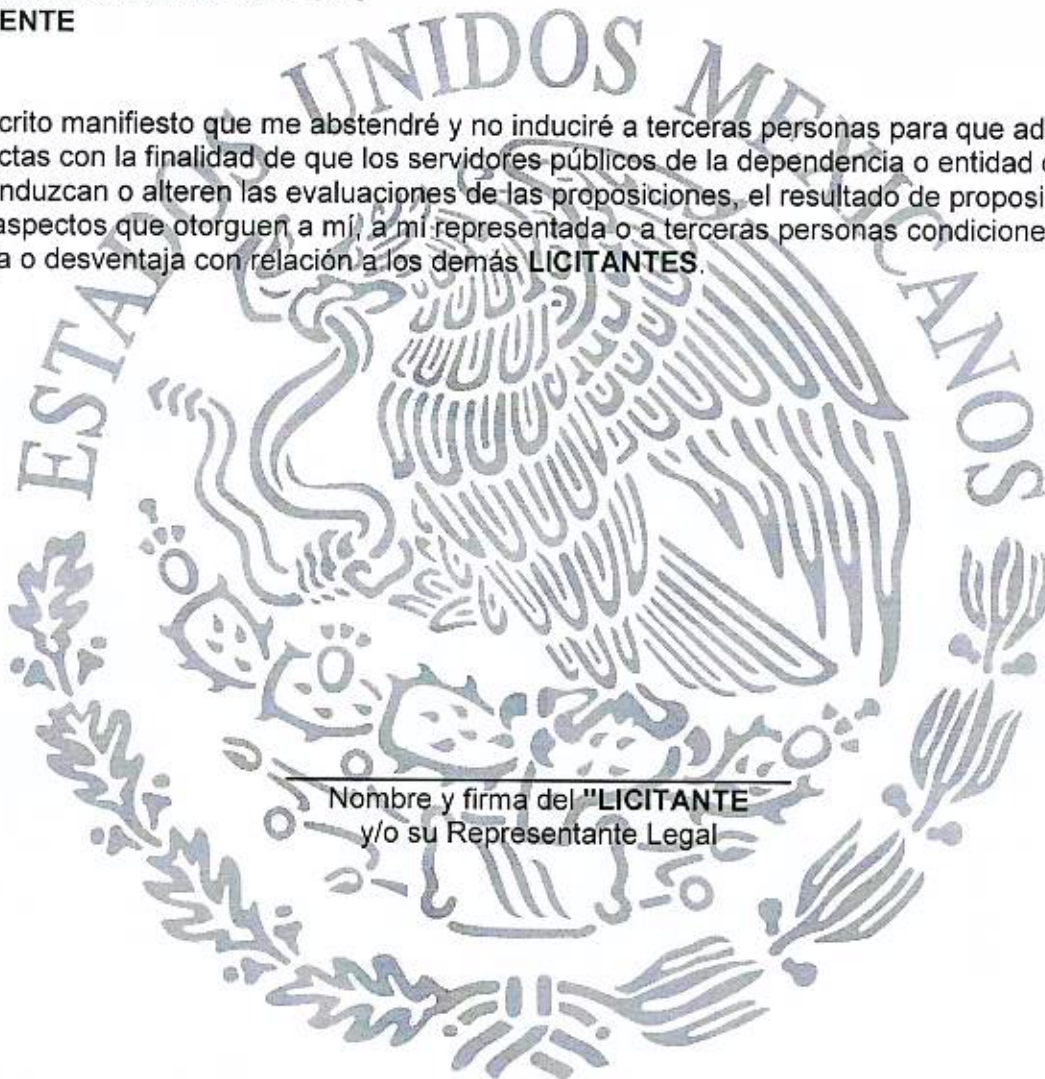 ENTE
ESTADOS UNIDOS MEXICANOS
crito manifiesto que me abstendré y no induciré a terceras personas para que ad
ctas con la finalidad de que los servidores públicos de la dependencia o entidad
nduzcan o alteren las evaluaciones de las proposiciones, el resultado de proposi
aspectos que otorguen a mí, a mi representada o a terceras personas condicione
a o desventaja con relación a los demás LICITANTES.
Nombre y firma del "LICITANTE
y/o su Representante Legal